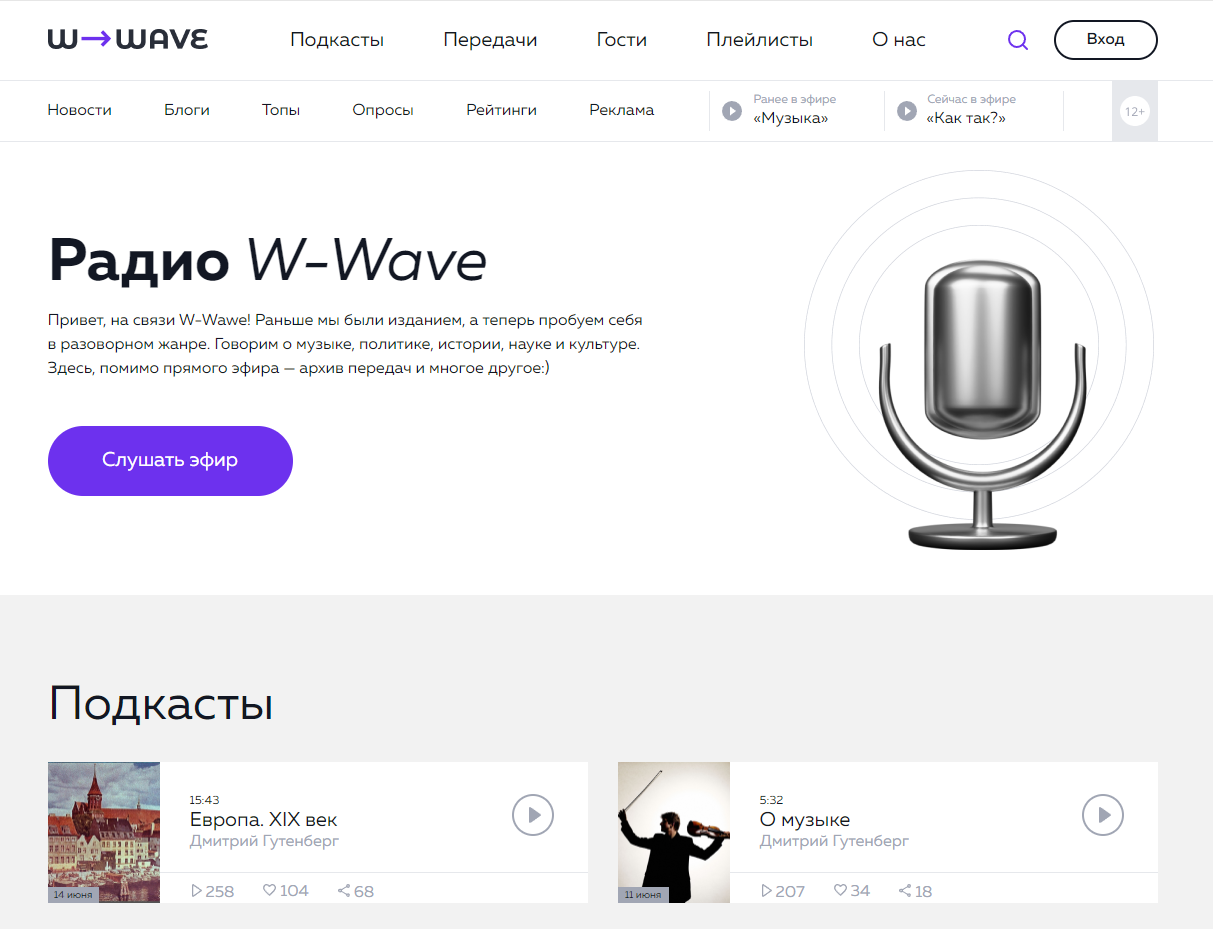 W→WAVE
Подкасты
Передачи
Гости
Плейлисты
О нас
Вход
Новости
Блоги
Топы
Опросы
Рейтинги
Реклама
Ранее в эфире
«Музыка»
Сейчас в эфире
«Как так?»
12+
Радио W-Wave
Привет, на связи W-Wawe! Раньше мы были изданием, а теперь пробуем себя
в разоворном жанре. Говорим о музыке, политике, истории, науке и культуре.
Здесь, помимо прямого эфира — архив передач и многое другое:)
Слушать эфир
Подкасты
14 июня
15:43
Европа. XIX век
Дмитрий Гутенберг
258
104
68
11 июня
5:32
О музыке
Дмитрий Гутенберг
207
34
18